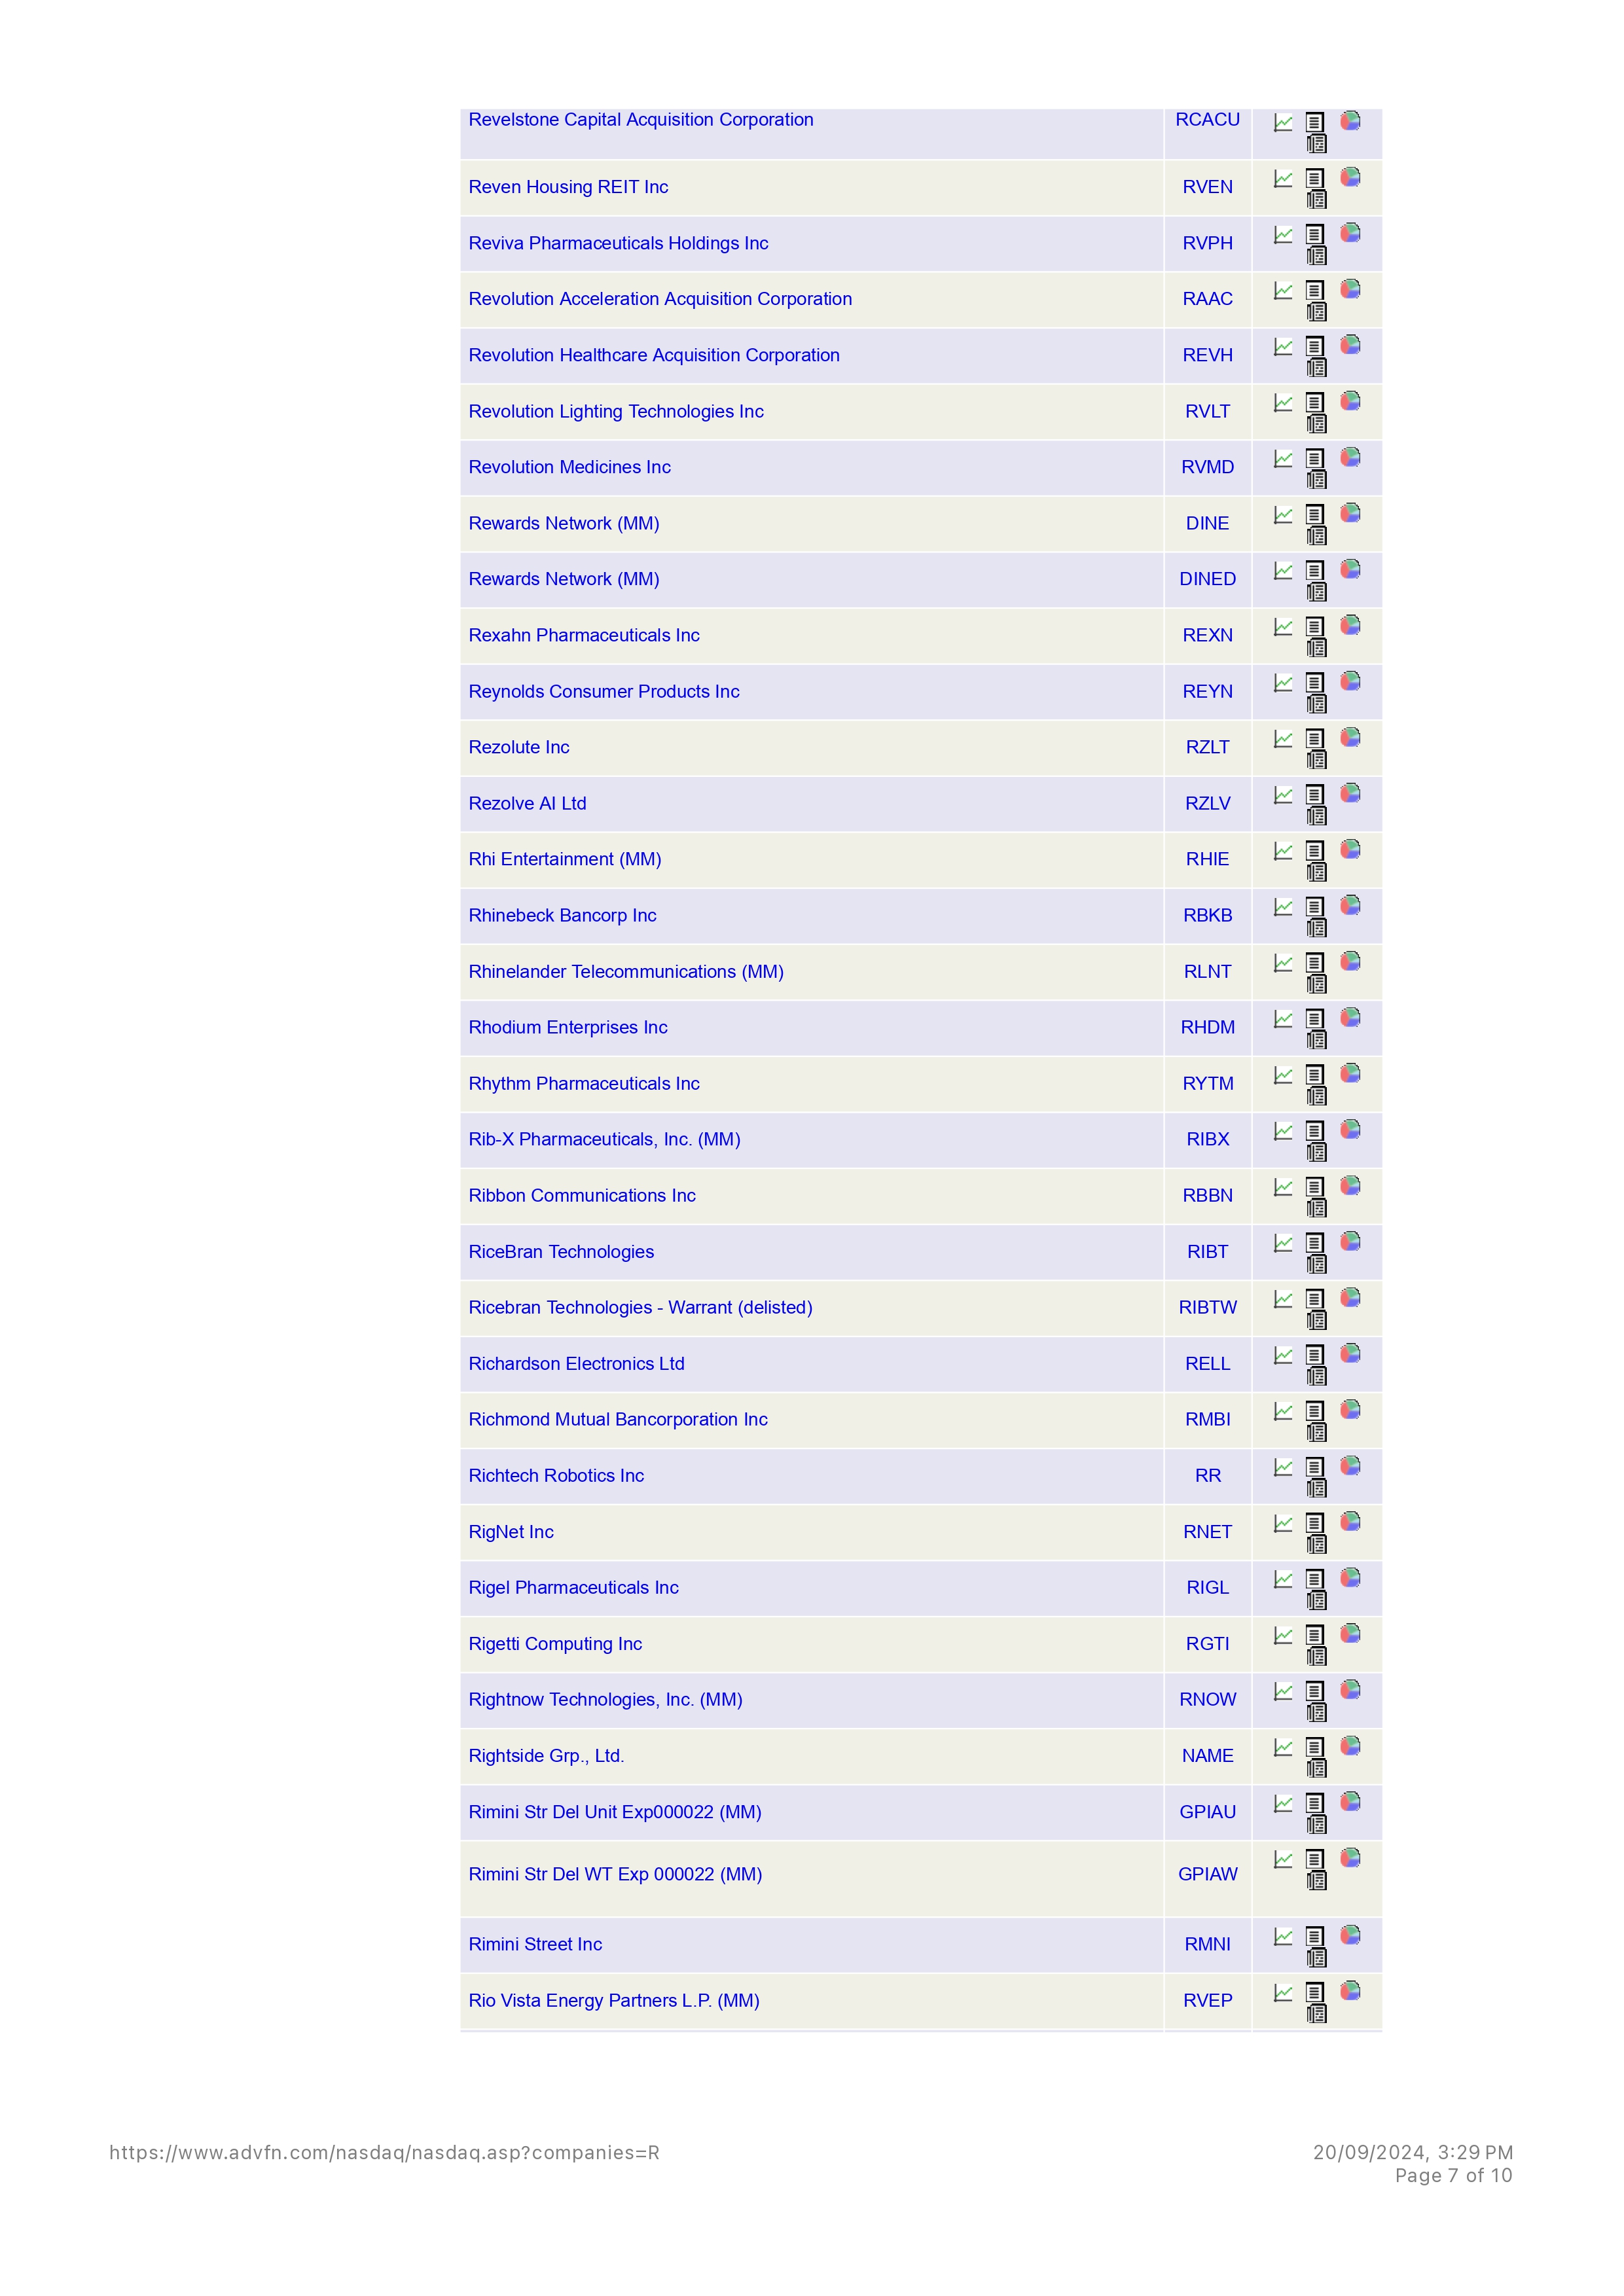 Revelstone Capital Acquisition Corporation RCACU
Reven Housing REIT Inc RVEN
Reviva Pharmaceuticals Holdings Inc RVPH
Revolution Acceleration Acquisition Corporation RAAC
Revolution Healthcare Acquisition Corporation REVH
Revolution Lighting Technologies Inc RVLT
Revolution Medicines Inc RVMD
Rewards Network (MM) DINE
Rewards Network (MM) DINED
Rexahn Pharmaceuticals Inc REXN
Reynolds Consumer Products Inc REYN
Rezolute Inc RZLT
Rezolve AI Ltd RZLV
Rhi Entertainment (MM) RHIE
Rhinebeck Bancorp Inc RBKB
Rhinelander Telecommunications (MM) RLNT
Rhodium Enterprises Inc RHDM
Rhythm Pharmaceuticals Inc RYTM
Rib-X Pharmaceuticals, Inc. (MM) RIBX
Ribbon Communications Inc RBBN
RiceBran Technologies RIBT
Ricebran Technologies - Warrant (delisted) RIBTW
Richardson Electronics Ltd RELL
Richmond Mutual Bancorporation Inc RMBI
Richtech Robotics Inc RR
RigNet Inc RNET
Rigel Pharmaceuticals Inc RIGL
Rigetti Computing Inc RGTI
Rightnow Technologies, Inc. (MM) RNOW
Rightside Grp., Ltd. NAME
Rimini Str Del Unit Exp000022 (MM) GPIAU
Rimini Str Del WT Exp 000022 (MM) GPIAW
Rimini Street Inc RMNI
Rio Vista Energy Partners L.P. (MM) RVEP
https://www.advfn.com/nasdaq/nasdaq.asp?companies=R 20/09/2024, 3:29 PM
Page 7 of 10